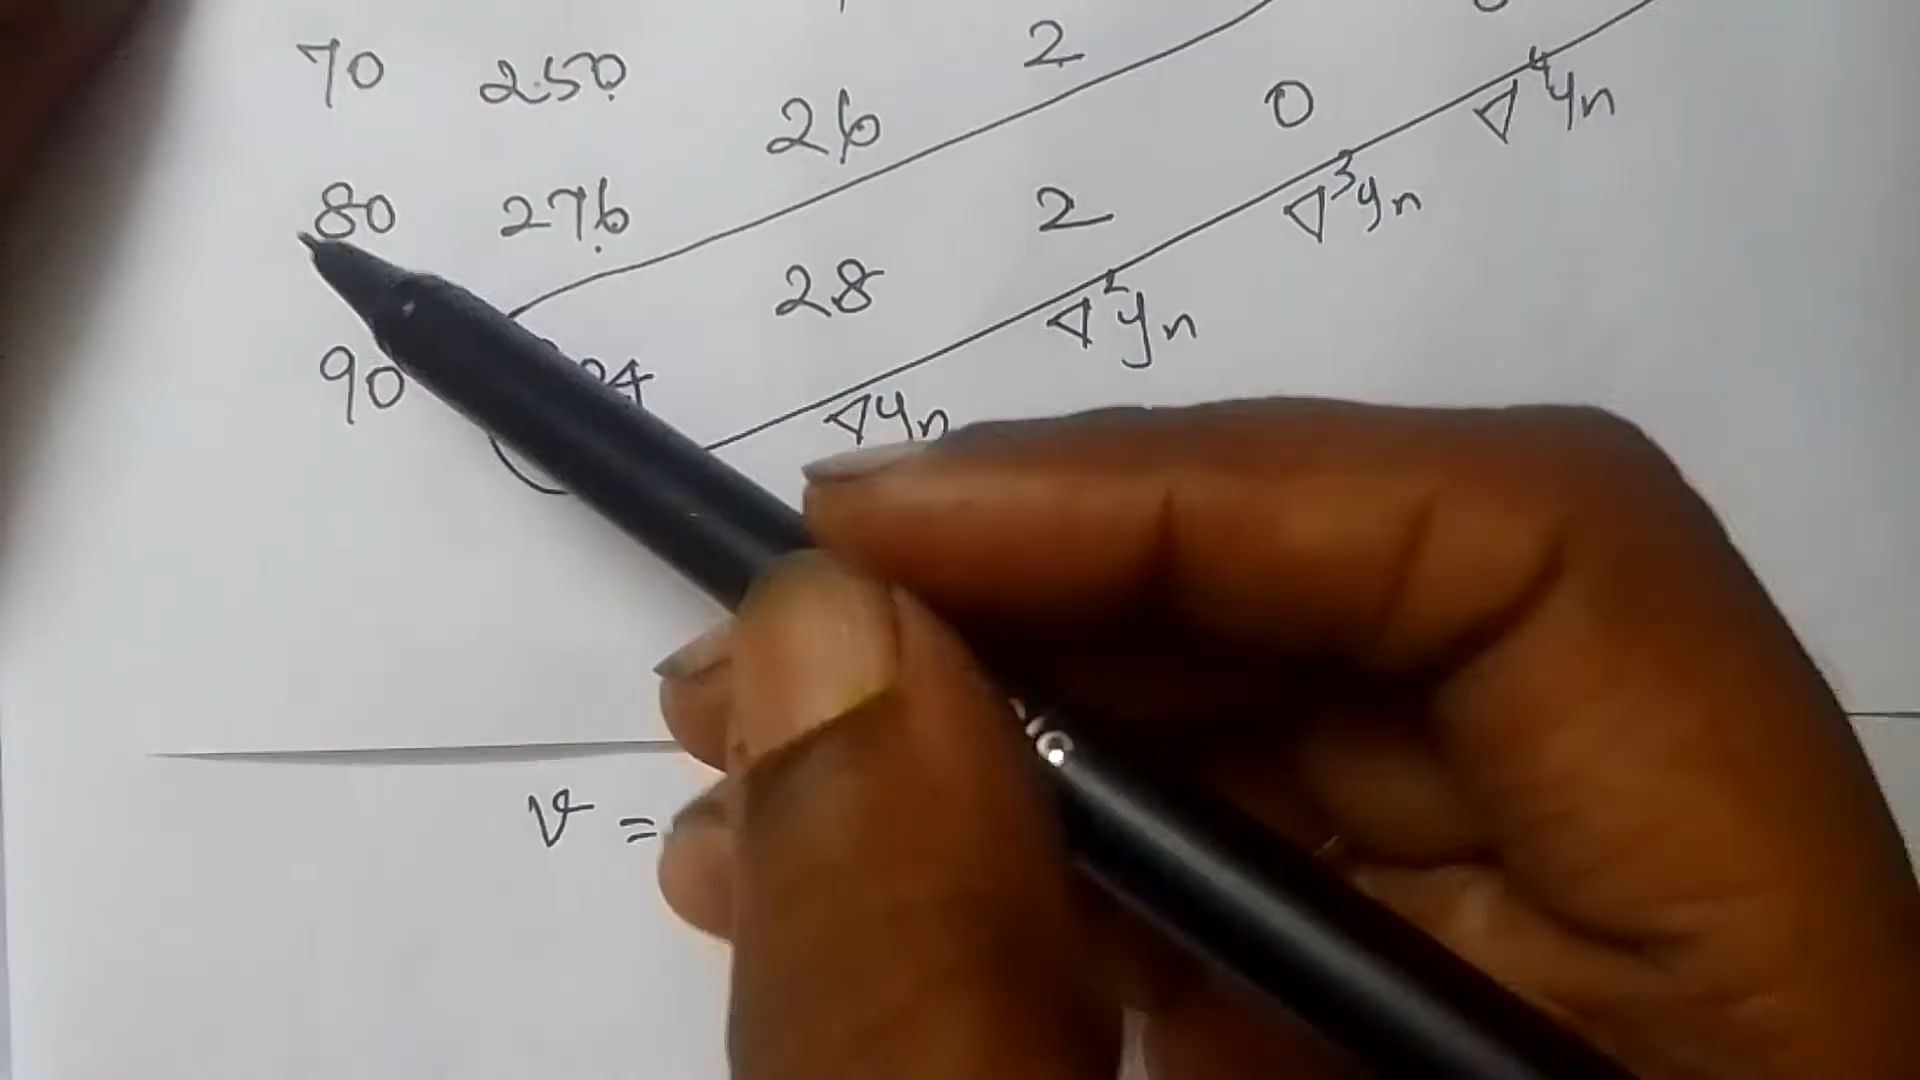 70 250 2
26 0 ∇⁴yn
80 276 2 ∇³yn
28 ∇²yn
90 ∇yn
v =